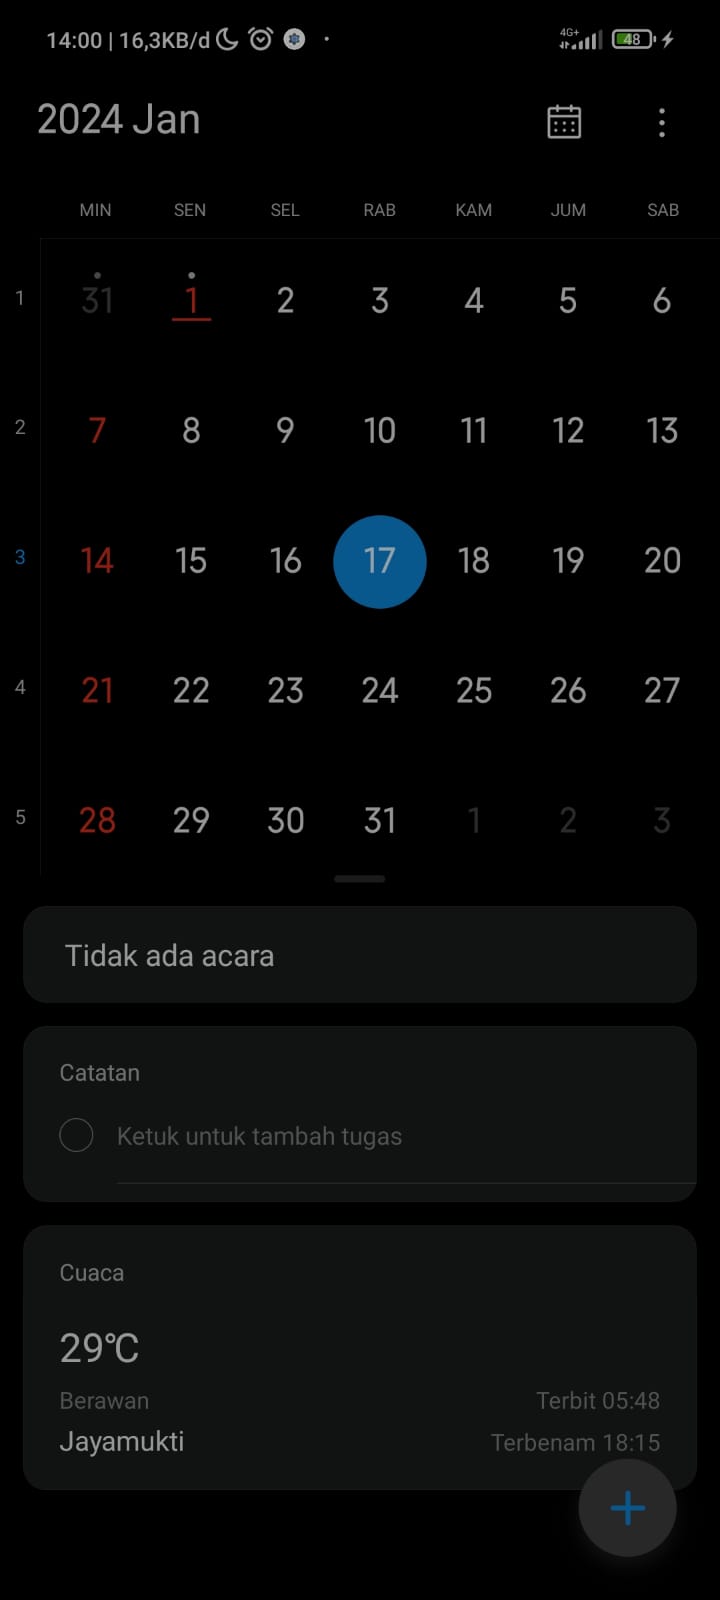 14:00 | 16,3KB/d 4G+ 48
2024 Jan
MIN SEN SEL RAB KAM JUM SAB
1 31 1 2 3 4 5 6
2 7 8 9 10 11 12 13
3 14 15 16 17 18 19 20
4 21 22 23 24 25 26 27
5 28 29 30 31 1 2 3
Tidak ada acara
Catatan
Ketuk untuk tambah tugas
Cuaca
29°C
Berawan Terbit 05:48
Jayamukti Terbenam 18:15